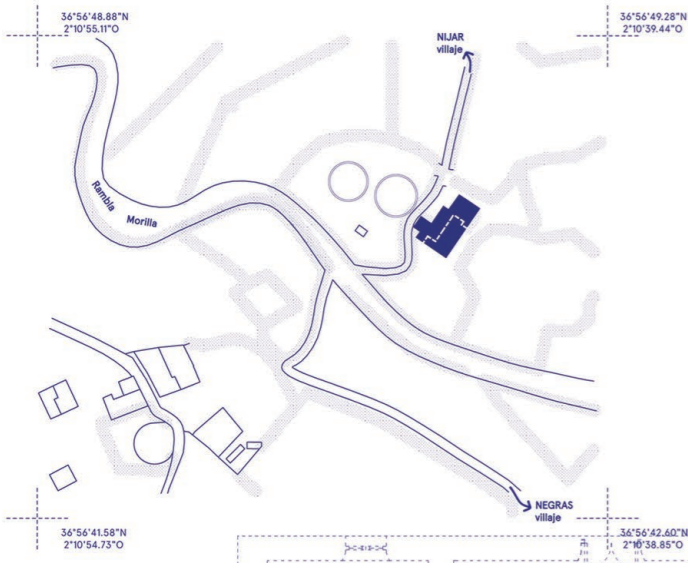 36°56'48.88"N
2°10'55.11"O
36°56'49.28"N
2°10'39.44"O
NIJAR
villaje
Rambla
Morilla
NEGRAS
villaje
36°56'41.58"N
2°10'54.73"O
36°56'42.60"N
2°10'38.85"O